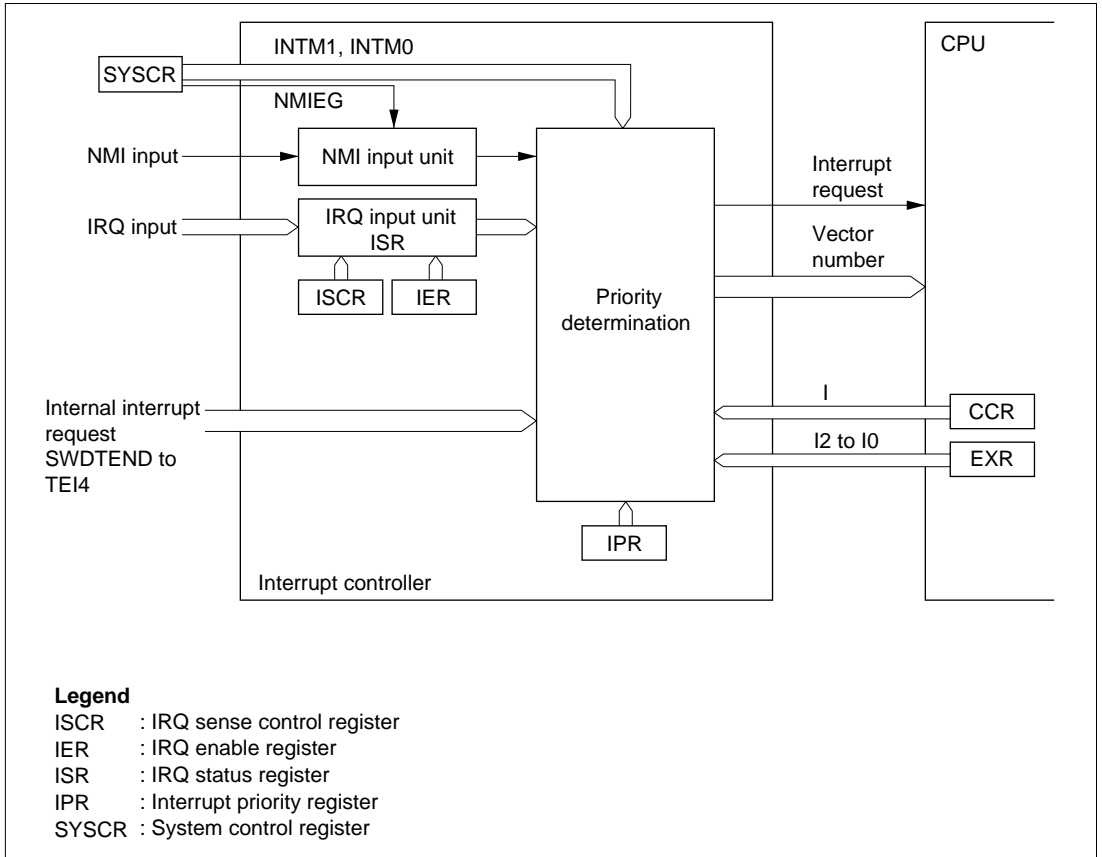 INTM1, INTM0
CPU
SYSCR
NMIEG
NMI input
NMI input unit
Interrupt
request
IRQ input
IRQ input unit
ISR
Vector
number
ISCR
IER
Priority
determination
Internal interrupt
request
SWDTEND to
TEI4
I
CCR
I2 to I0
EXR
IPR
Interrupt controller
Legend
ISCR : IRQ sense control register
IER : IRQ enable register
ISR : IRQ status register
IPR : Interrupt priority register
SYSCR : System control register